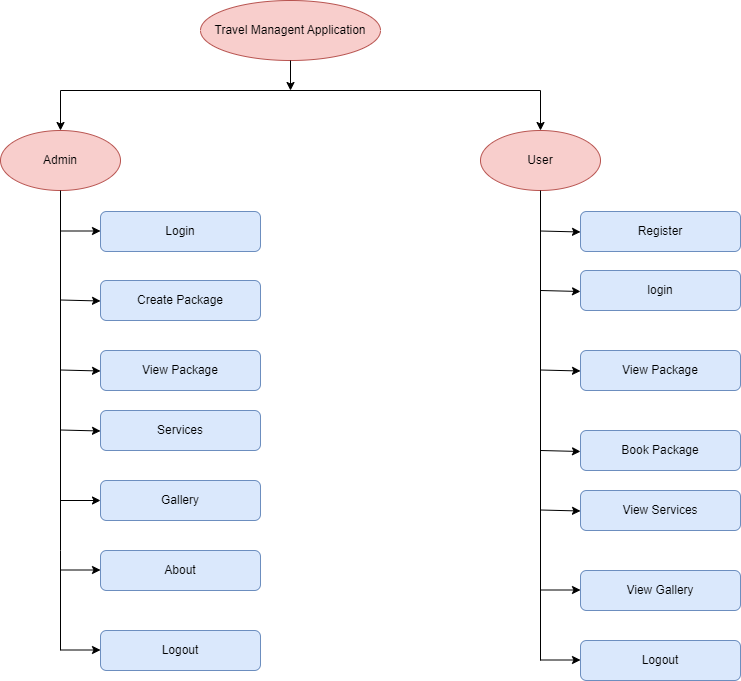 Travel Managent Application
Admin
User
Login
Create Package
View Package
Services
Gallery
About
Logout
Register
login
View Package
Book Package
View Services
View Gallery
Logout